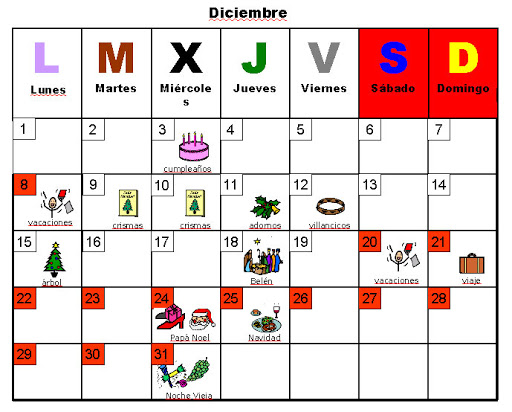 Diciembre
L M X J V S D
Lunes Martes Miércole Jueves Viernes Sábado Domingo
s
1 2 3 4 5 6 7
cumpleaños
8 9 10 11 12 13 14
vacaciones crismas crismas adornos villancicos
15 16 17 18 19 20 21
árbol Belén vacaciones viaje
22 23 24 25 26 27 28
Papá Noel Navidad
29 30 31
Noche Vieja